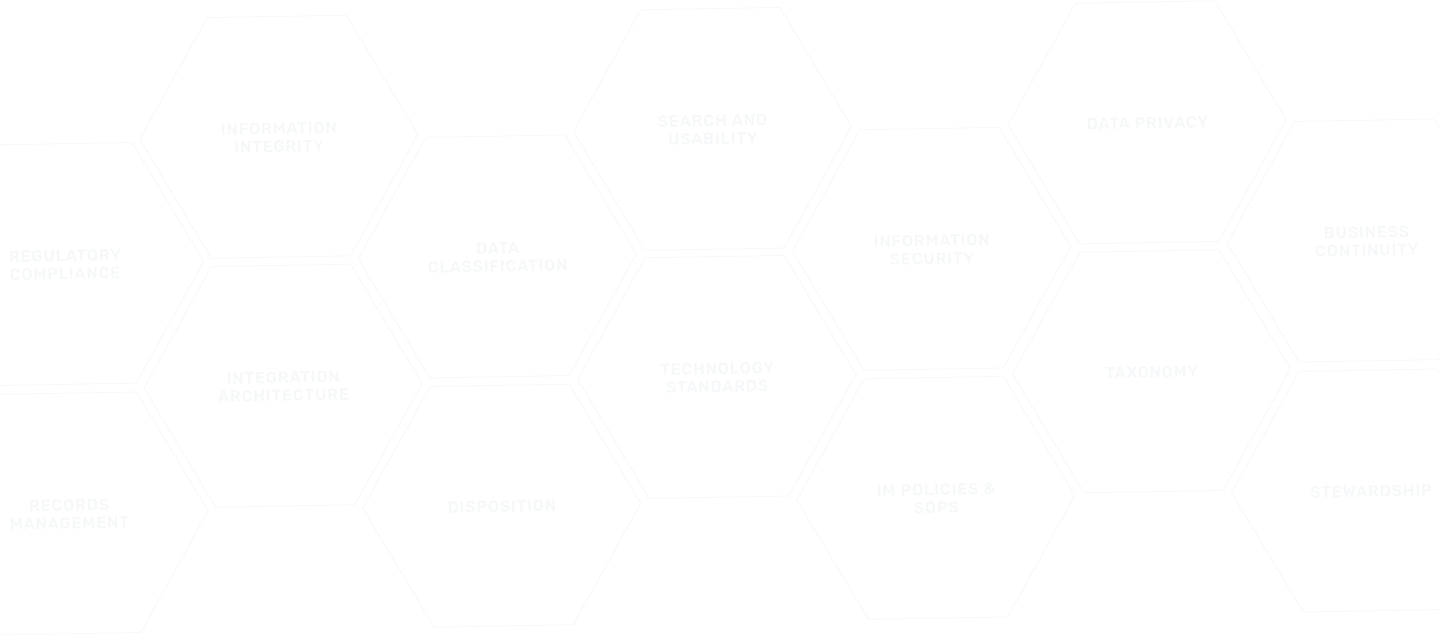 INFORMATION
INTEGRITY
SEARCH AND
USABILITY
DATA PRIVACY
REGULATORY
COMPLIANCE
DATA
CLASSIFICATION
INFORMATION
SECURITY
BUSINESS
CONTINUITY
INTEGRATION
ARCHITECTURE
TECHNOLOGY
STANDARDS
TAXONOMY
RECORDS
MANAGEMENT
DISPOSITION
IM POLICIES &
SOPS
STEWARDSHIP